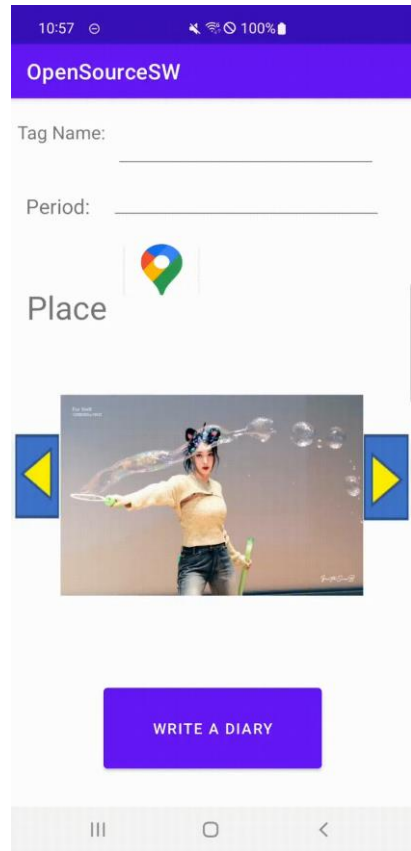 10:57 100%
OpenSourceSW
Tag Name:
Period:
Place
WRITE A DIARY